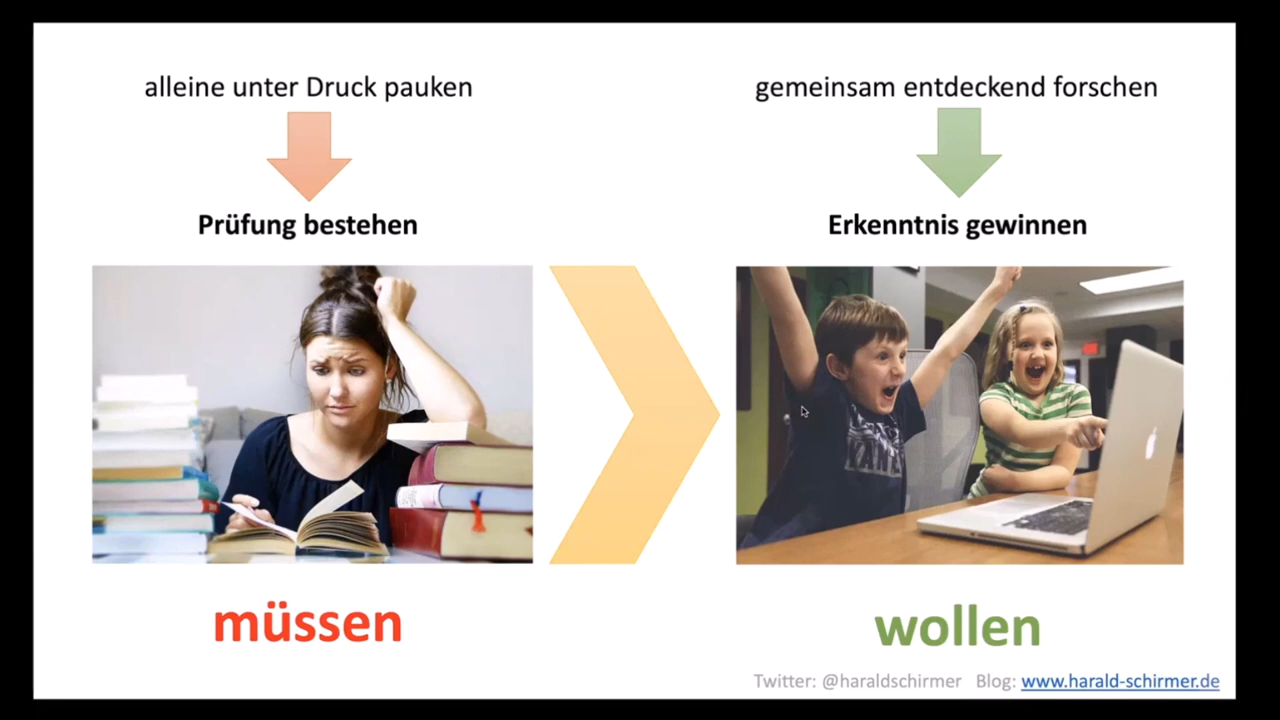 alleine unter Druck pauken
Prüfung bestehen
müssen
gemeinsam entdeckend forschen
Erkenntnis gewinnen
wollen
Twitter: @haraldschirmer Blog: www.harald-schirmer.de